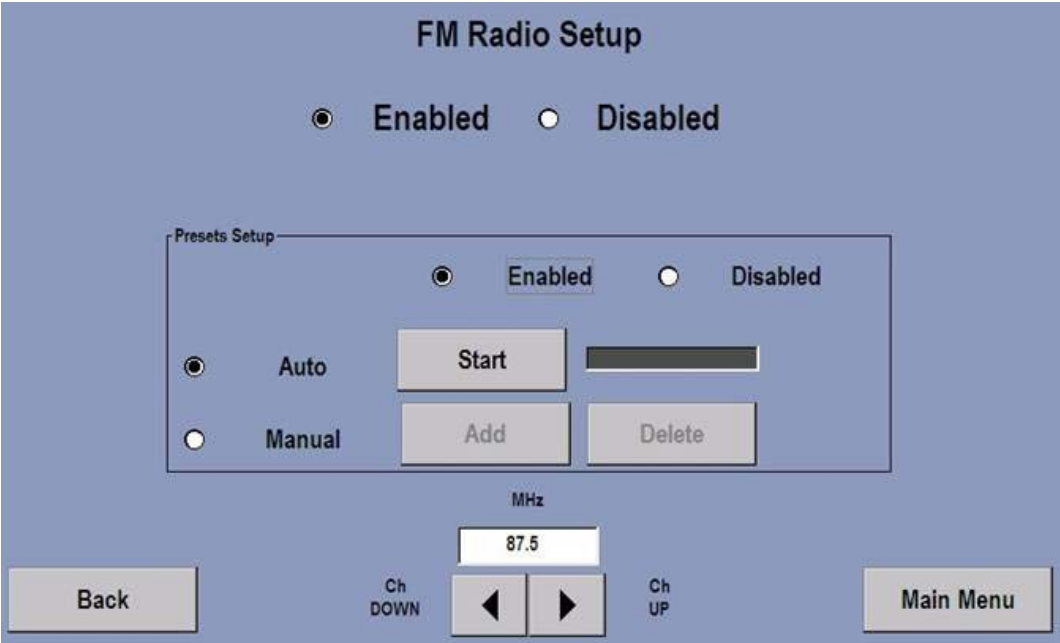 FM Radio Setup
Enabled Disabled
Presets Setup
Enabled Disabled
Auto Start
Manual Add Delete
MHz
87.5
Back
Ch
DOWN
Ch
UP
Main Menu